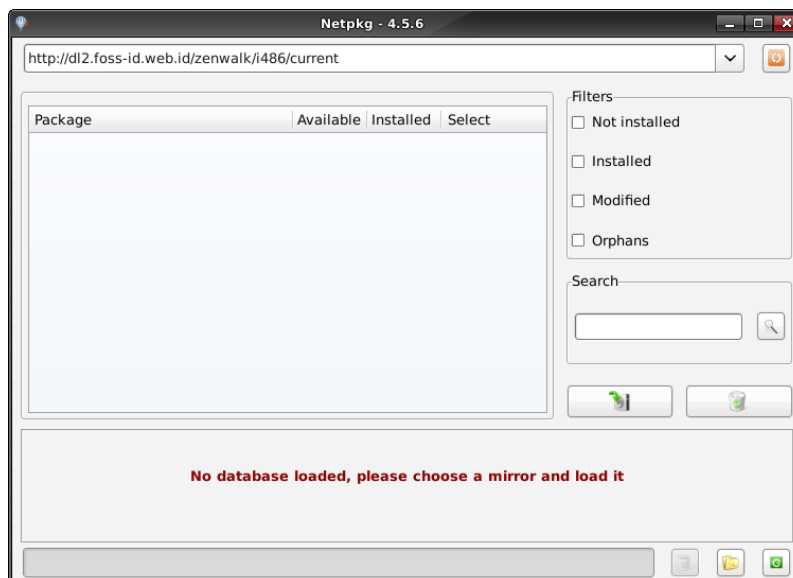 Netpkg - 4.5.6
http://dl2.foss-id.web.id/zenwalk/i486/current
Package Available Installed Select
Filters
Not installed
Installed
Modified
Orphans
Search
No database loaded, please choose a mirror and load it